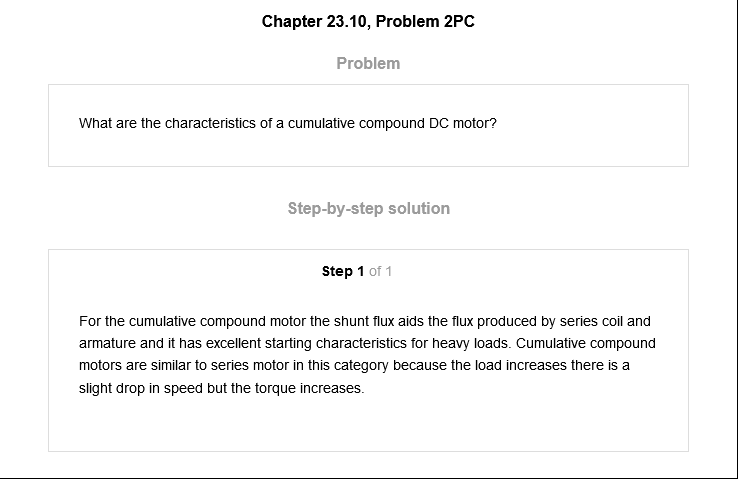 Chapter 23.10, Problem 2PC
Problem
What are the characteristics of a cumulative compound DC motor?
Step-by-step solution
Step 1 of 1
For the cumulative compound motor the shunt flux aids the flux produced by series coil and
armature and it has excellent starting characteristics for heavy loads. Cumulative compound
motors are similar to series motor in this category because the load increases there is a
slight drop in speed but the torque increases.